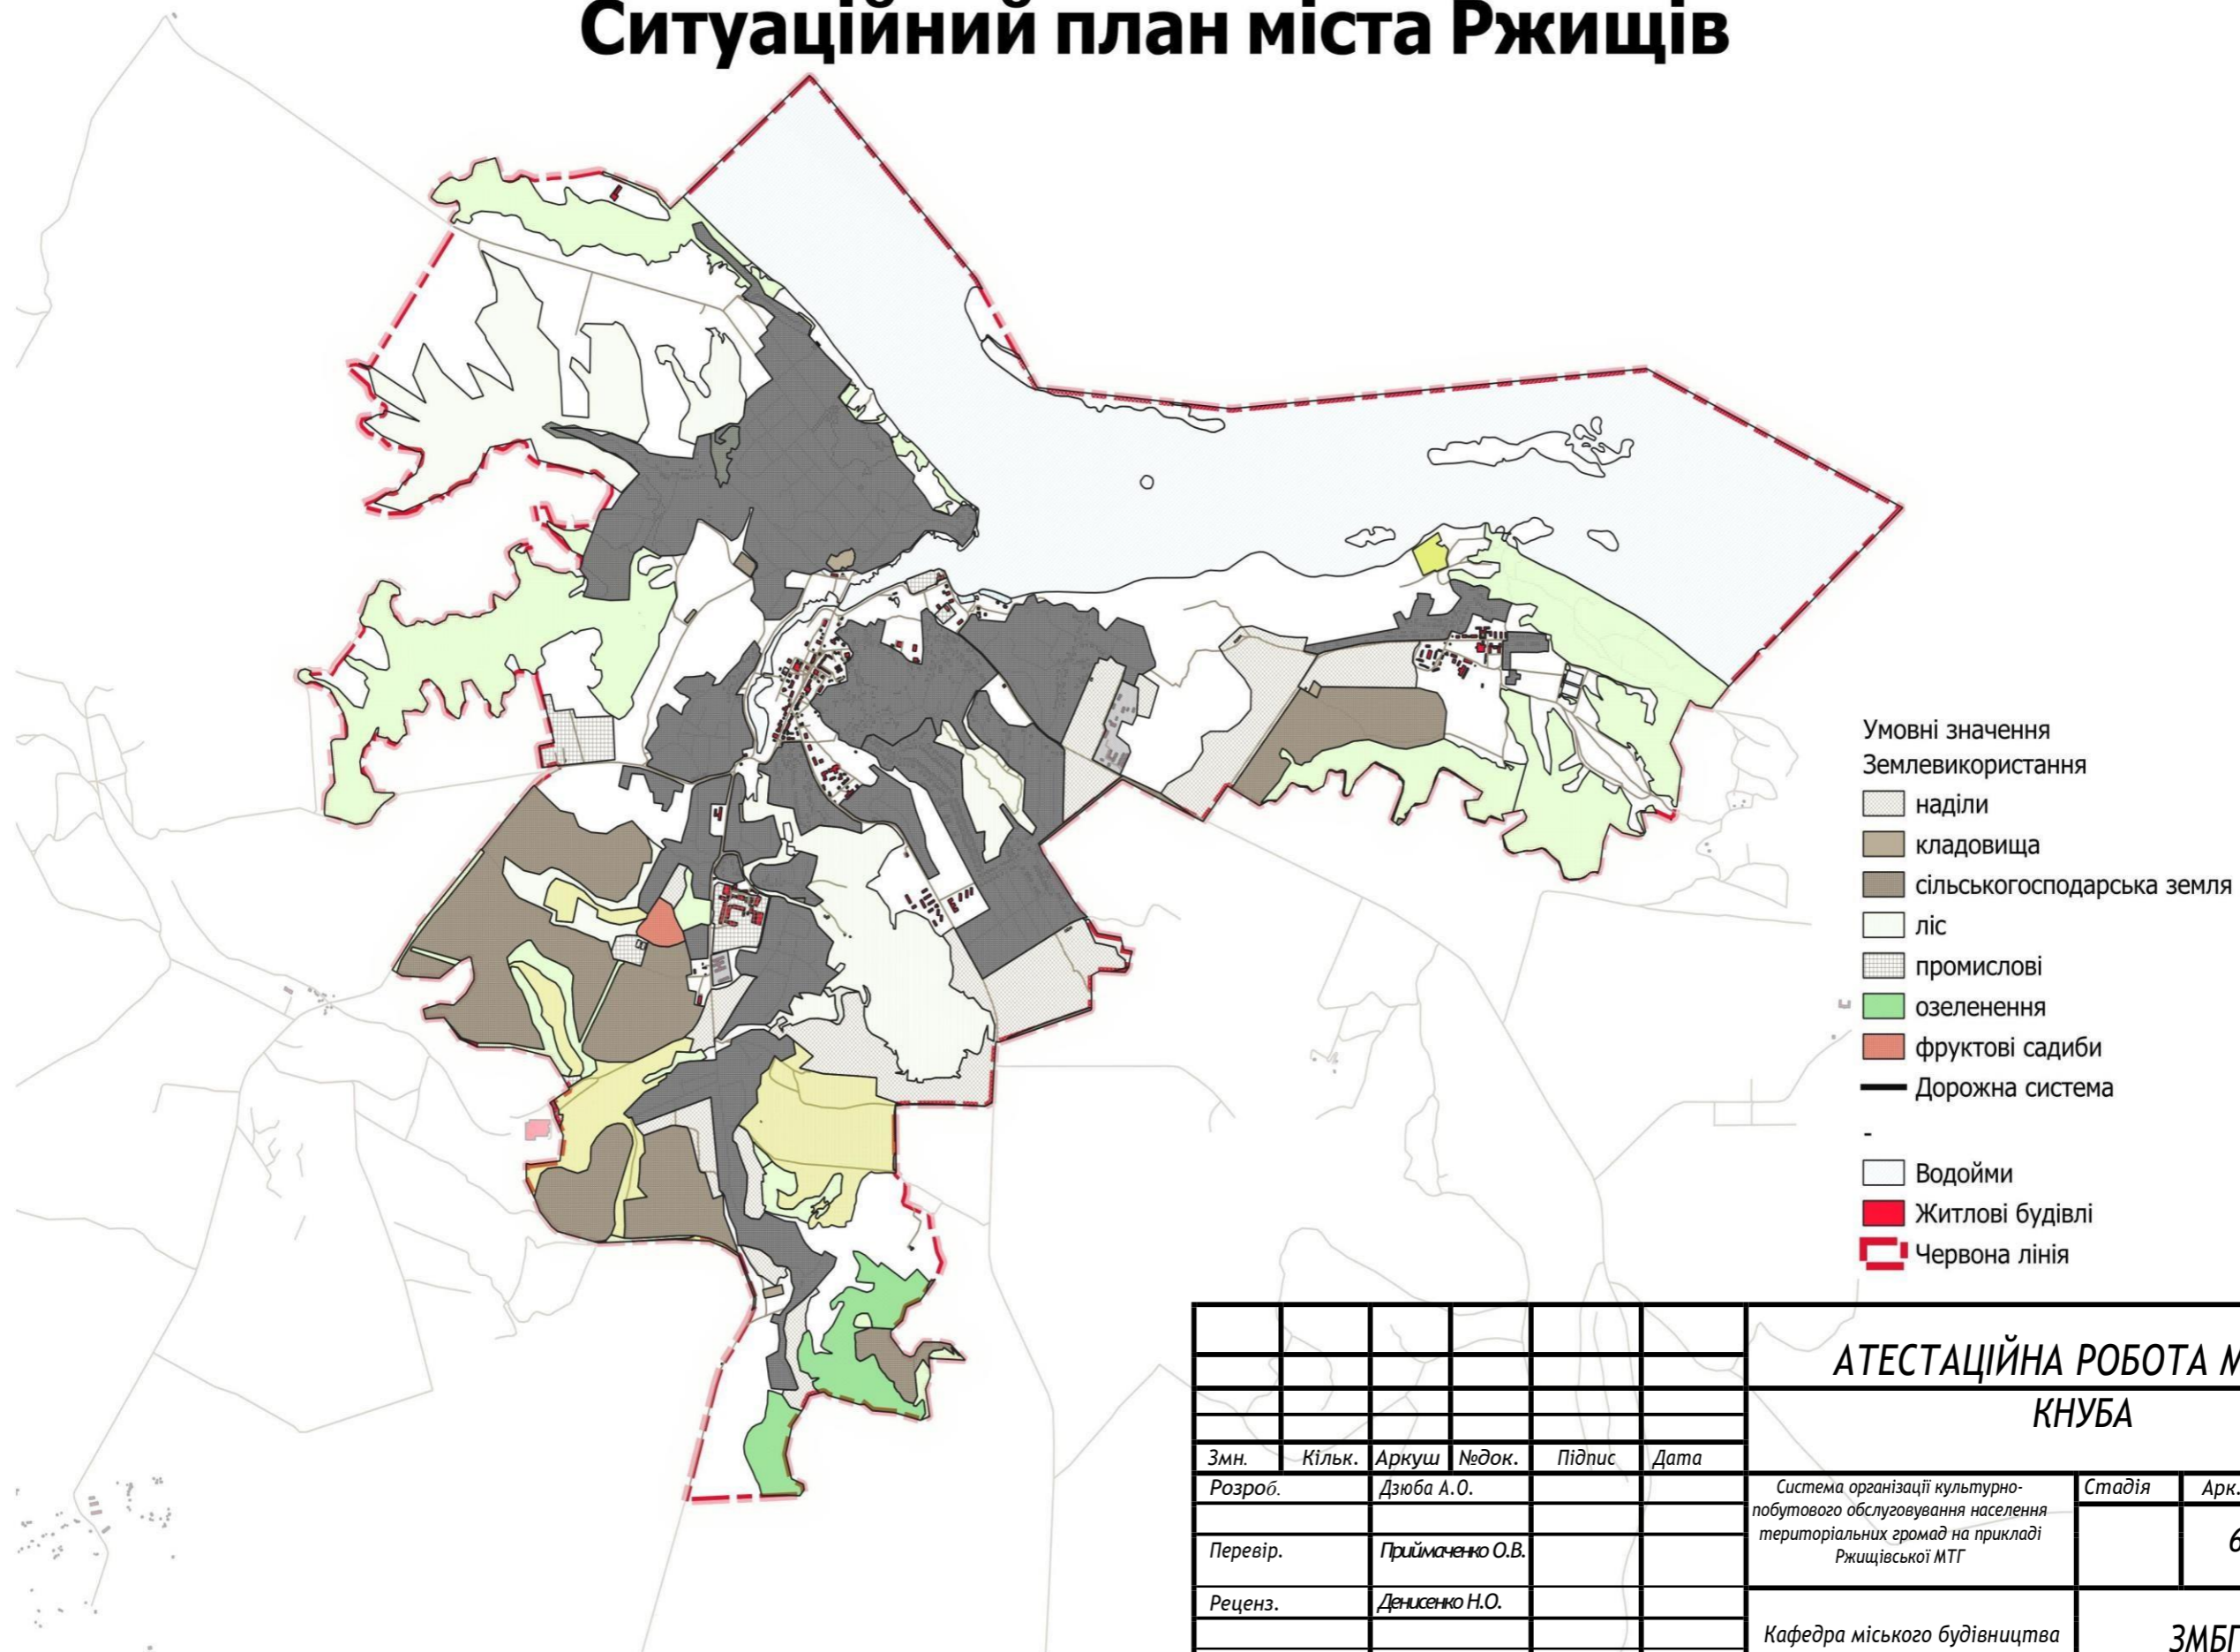 Ситуаційний план міста Ржищів
Умовні значення
Землевикористання
наділи
кладовища
сільськогосподарська земля
ліс
промислові
озеленення
фруктові садиби
Дорожна система
-
Водойми
Житлові будівлі
Червона лінія
АТЕСТАЦІЙНА РОБОТА
КНУБА
Змн. Кільк. Аркуш №док. Підпис Дата
Розроб. Дзюба А.О.
Система організації культурно-
побутового обслуговування населення
територіальних громад на прикладі
Ржищівської МТГ
Стадія Арк.
6
Перевір. Приймаченко О.В.
Реценз. Денисенко Н.О.
Кафедра міського будівництва